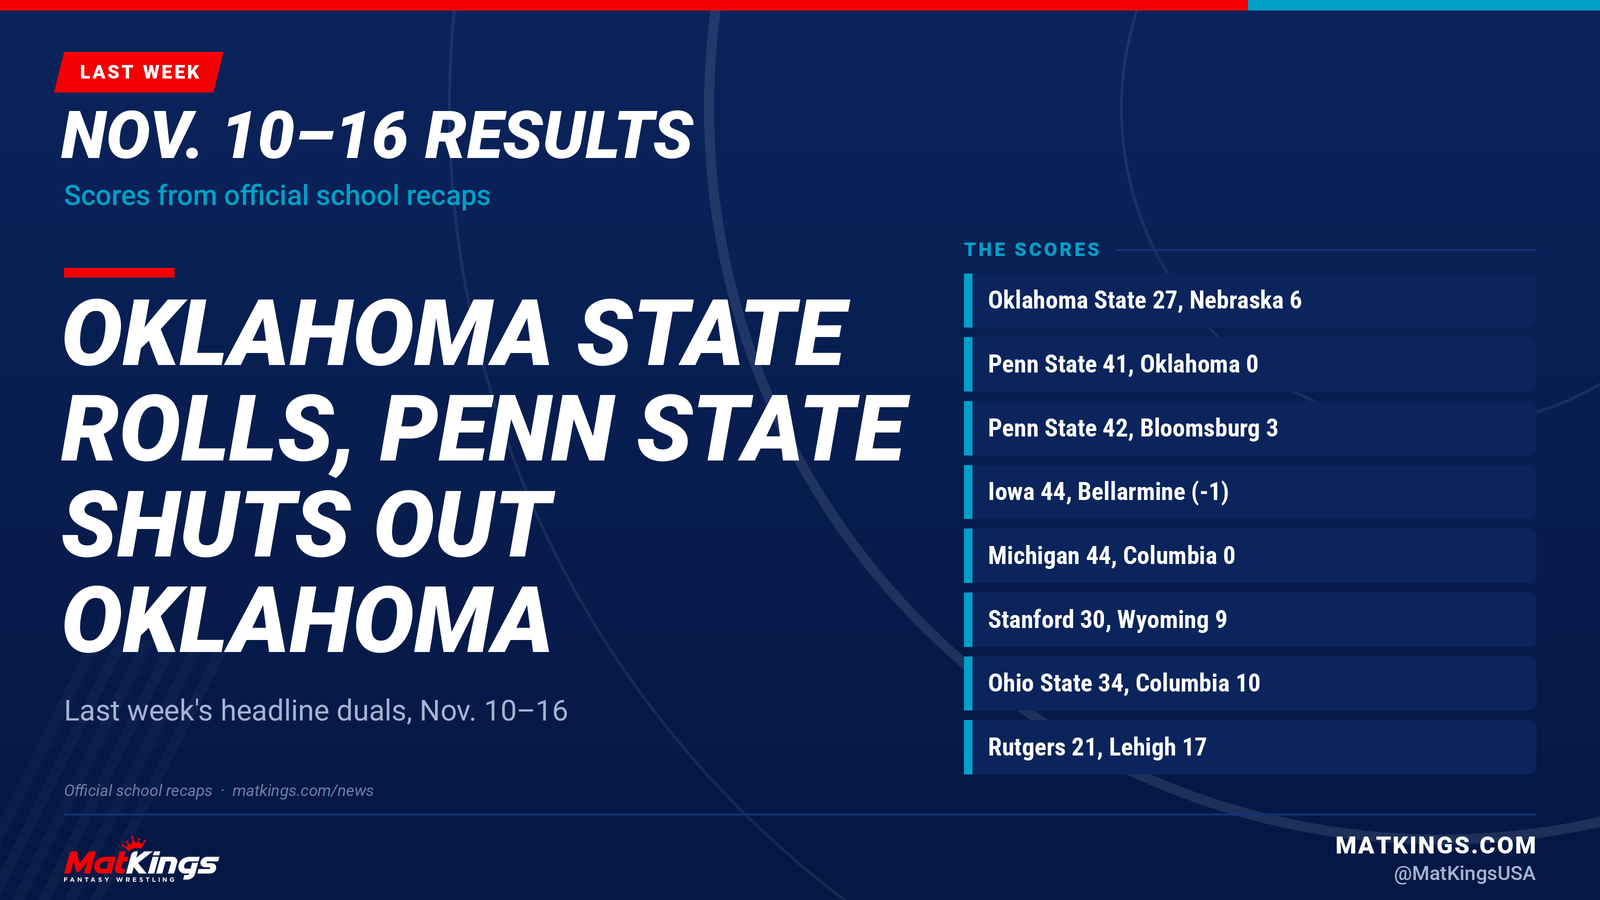 LAST WEEK
NOV. 10–16 RESULTS
Scores from official school recaps
OKLAHOMA STATE
ROLLS, PENN STATE
SHUTS OUT
OKLAHOMA
Last week's headline duals, Nov. 10–16
THE SCORES
Oklahoma State 27, Nebraska 6
Penn State 41, Oklahoma 0
Penn State 42, Bloomsburg 3
Iowa 44, Bellarmine (-1)
Michigan 44, Columbia 0
Stanford 30, Wyoming 9
Ohio State 34, Columbia 10
Rutgers 21, Lehigh 17
Official school recaps · matkings.com/news
MatKings
FANTASY WRESTLING
MATKINGS.COM
@MatKingsUSA